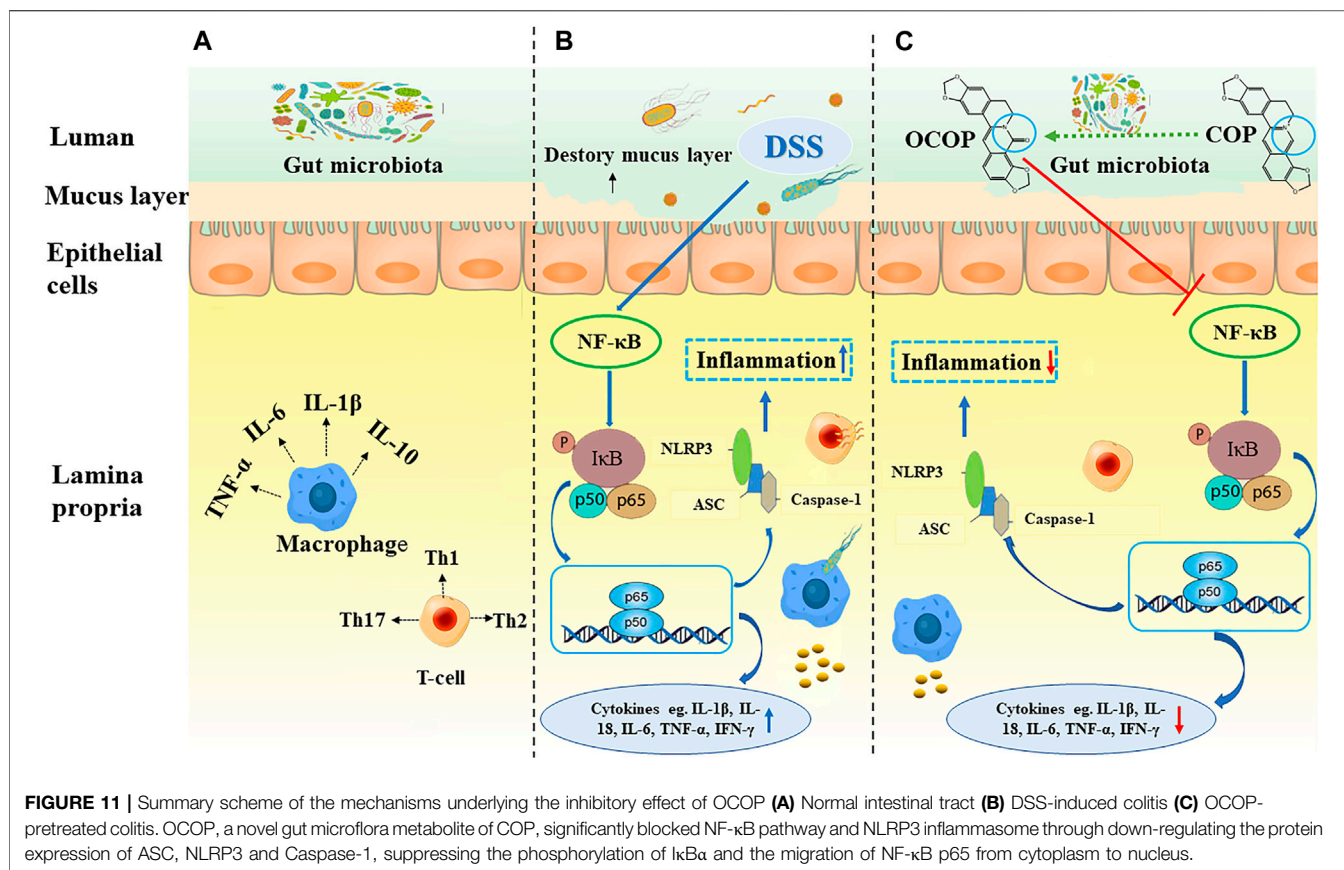 A
B
C
Luman
Mucus layer
Epithelial
cells
Lamina
propria
Gut microbiota
TNF-α
IL-6
IL-1β
IL-10
Macrophage
Th1
Th17
Th2
T-cell
Destory mucus layer
DSS
NF-κB
Inflammation
P
IκB
p50
p65
NLRP3
ASC
Caspase-1
p65
p50
Cytokines eg. IL-1β, IL-
18, IL-6, TNF-α, IFN-γ
OCOP
COP
Gut microbiota
O
O
N
O
O
O
O
O
N
O
O
NF-κB
Inflammation
P
IκB
p50
p65
NLRP3
ASC
Caspase-1
p65
p50
Cytokines eg. IL-1β, IL-
18, IL-6, TNF-α, IFN-γ
FIGURE 11 | Summary scheme of the mechanisms underlying the inhibitory effect of OCOP (A) Normal intestinal tract (B) DSS-induced colitis (C) OCOP-
pretreated colitis. OCOP, a novel gut microflora metabolite of COP, significantly blocked NF-κB pathway and NLRP3 inflammasome through down-regulating the protein
expression of ASC, NLRP3 and Caspase-1, suppressing the phosphorylation of IκBα and the migration of NF-κB p65 from cytoplasm to nucleus.